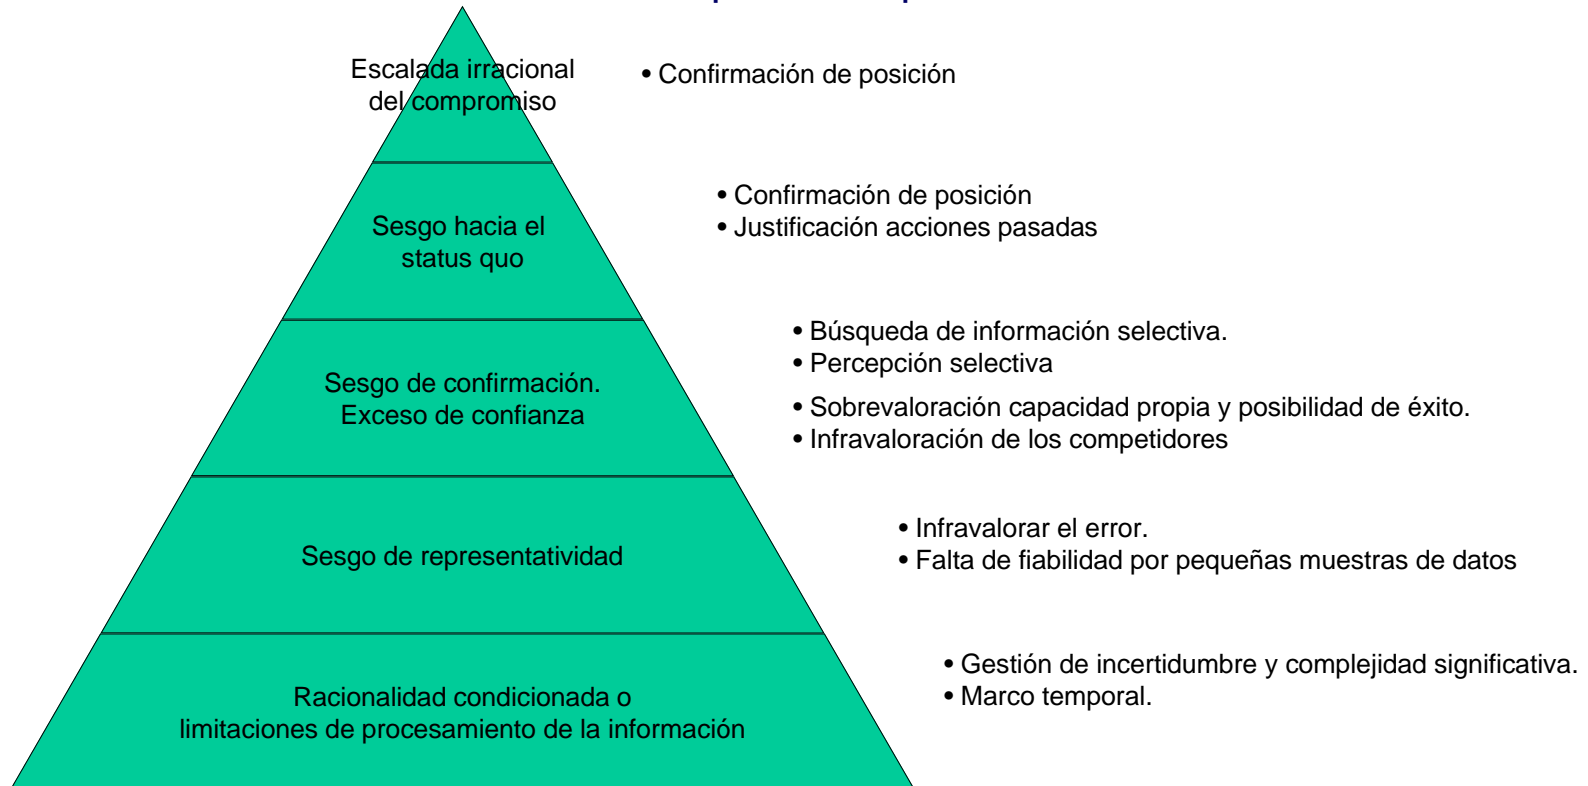 Escalada irracional
del compromiso
• Confirmación de posición
Sesgo hacia el
status quo
• Confirmación de posición
• Justificación acciones pasadas
Sesgo de confirmación.
Exceso de confianza
• Búsqueda de información selectiva.
• Percepción selectiva
• Sobrevaloración capacidad propia y posibilidad de éxito.
• Infravaloración de los competidores
Sesgo de representatividad
• Infravalorar el error.
• Falta de fiabilidad por pequeñas muestras de datos
Racionalidad condicionada o
limitaciones de procesamiento de la información
• Gestión de incertidumbre y complejidad significativa.
• Marco temporal.